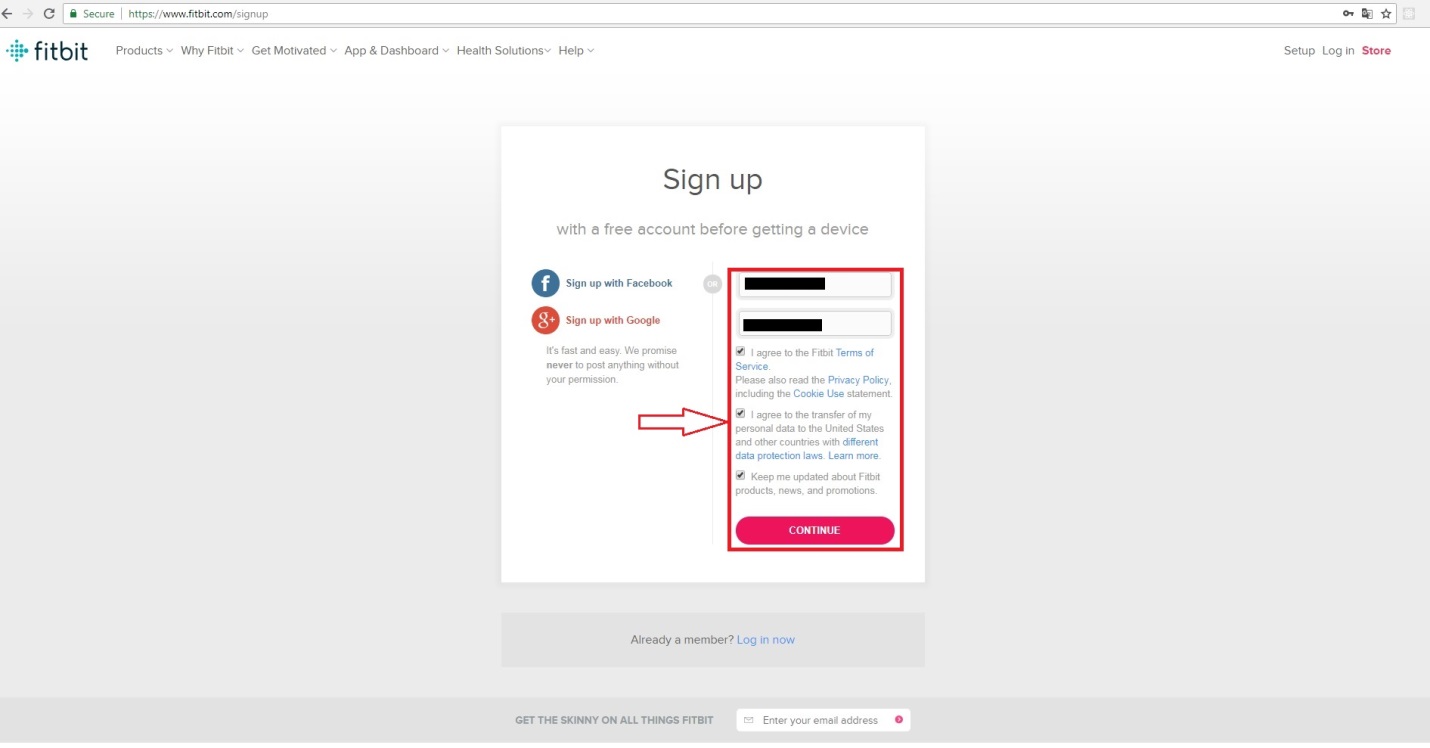 Secure https://www.fitbit.com/signup
fitbit Products Why Fitbit Get Motivated App & Dashboard Health Solutions Help Setup Log in Store
Sign up
with a free account before getting a device
f Sign up with Facebook
g+ Sign up with Google
It's fast and easy. We promise
never to post anything without
your permission.
OR
I agree to the Fitbit Terms of
Service.
Please also read the Privacy Policy,
including the Cookie Use statement.
I agree to the transfer of my
personal data to the United States
and other countries with different
data protection laws. Learn more.
Keep me updated about Fitbit
products, news, and promotions.
CONTINUE
Already a member? Log in now
GET THE SKINNY ON ALL THINGS FITBIT Enter your email address